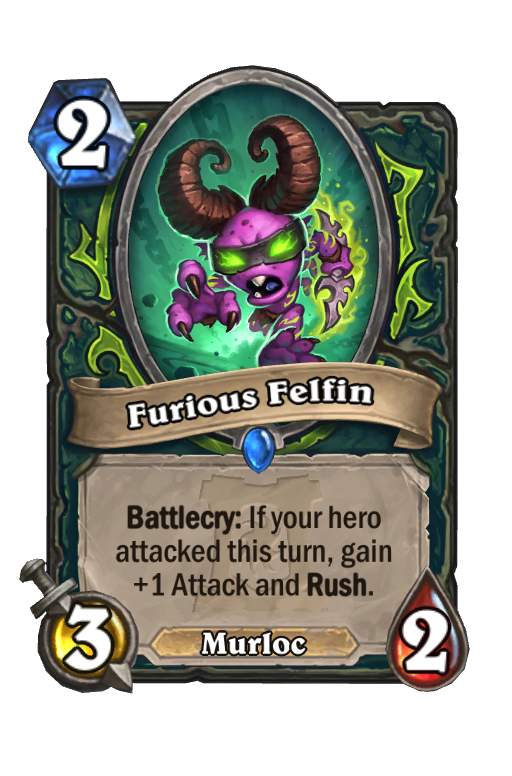 2
Furious Felfin
Battlecry: If your hero
attacked this turn, gain
+1 Attack and Rush.
3
Murloc
2